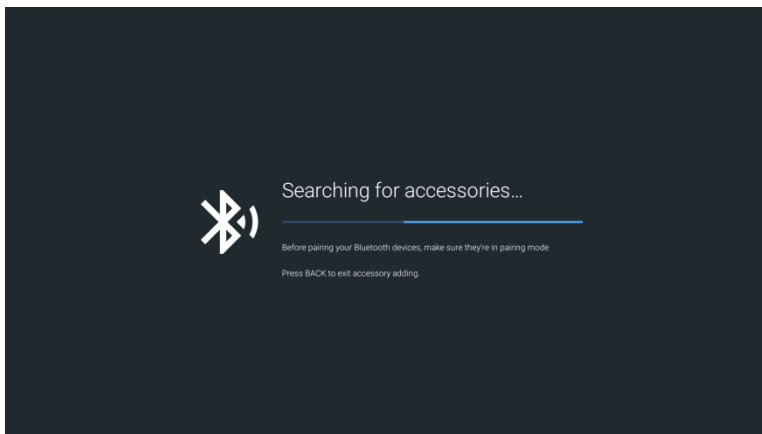 Searching for accessories...
Before pairing your Bluetooth devices, make sure they're in pairing mode
Press BACK to exit accessory adding.